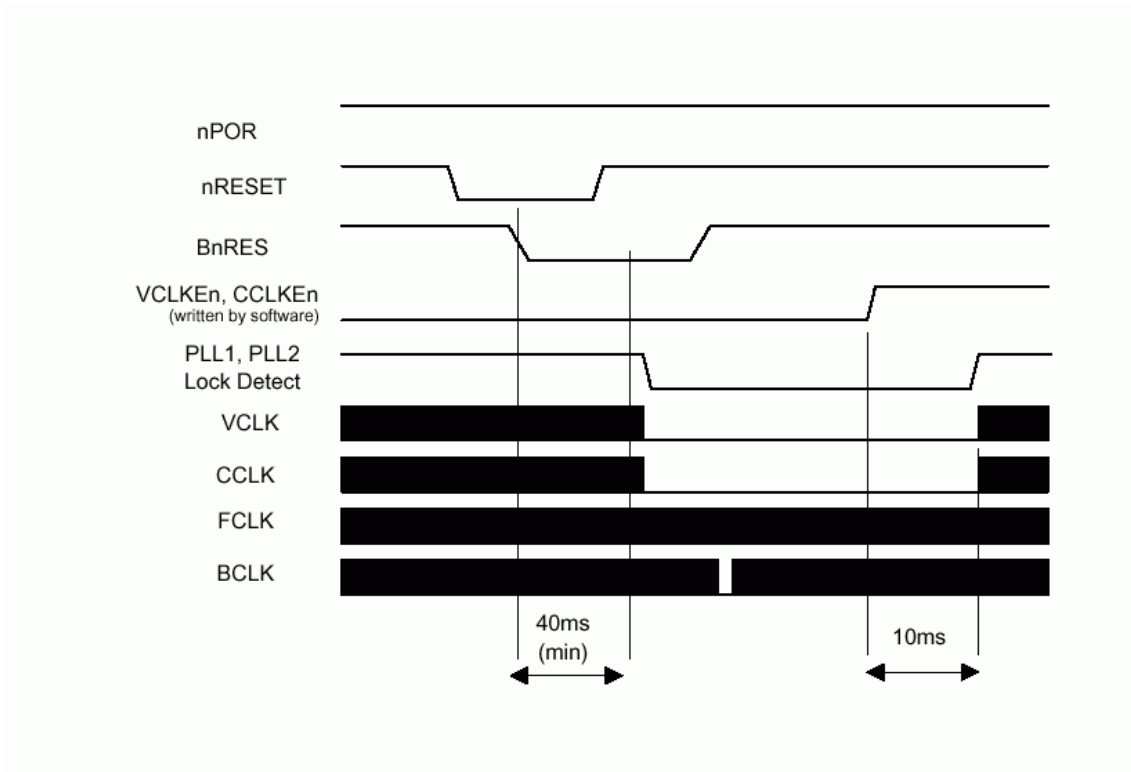 nPOR
nRESET
BnRES
VCLKEn, CCLKEn
(written by software)
PLL1, PLL2
Lock Detect
VCLK
CCLK
FCLK
BCLK
40ms
(min)
10ms